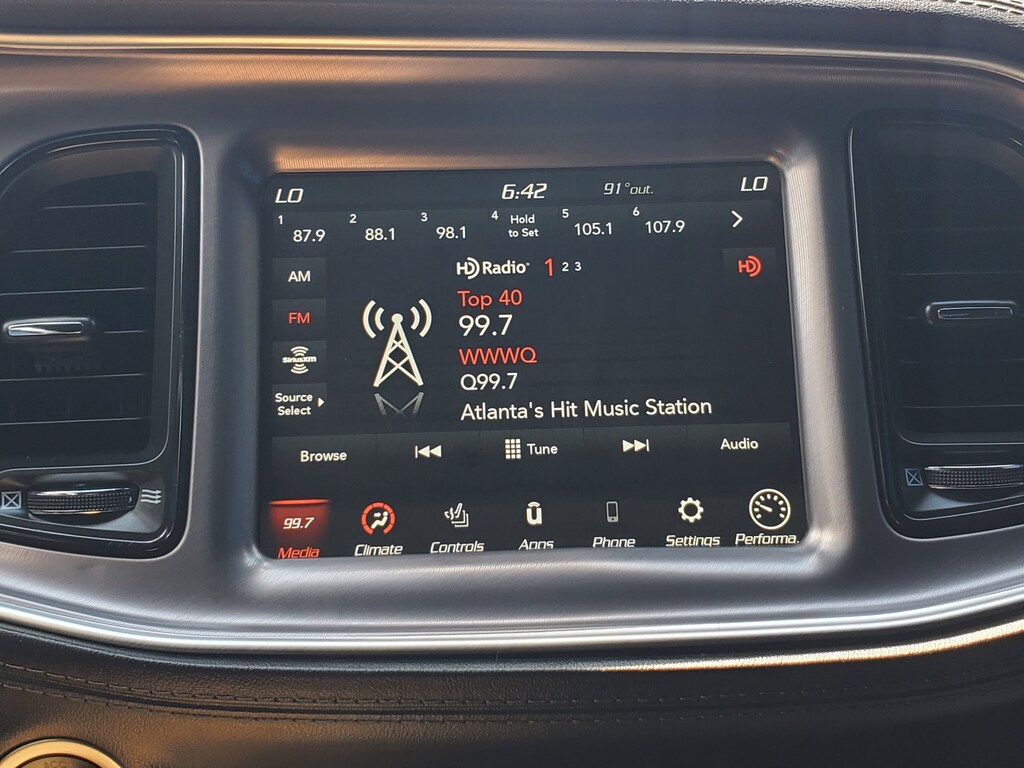 LO 6:42 91°out. LO
1 87.9 2 88.1 3 98.1 4 Hold to Set 5 105.1 6 107.9
HD Radio 1 2 3 HD
AM
Top 40
FM
99.7
SiriusXM
WWWQ
Q99.7
Source
Select
Atlanta's Hit Music Station
Browse Tune Audio
99.7
Media Climate Controls Apps Phone Settings Performa.